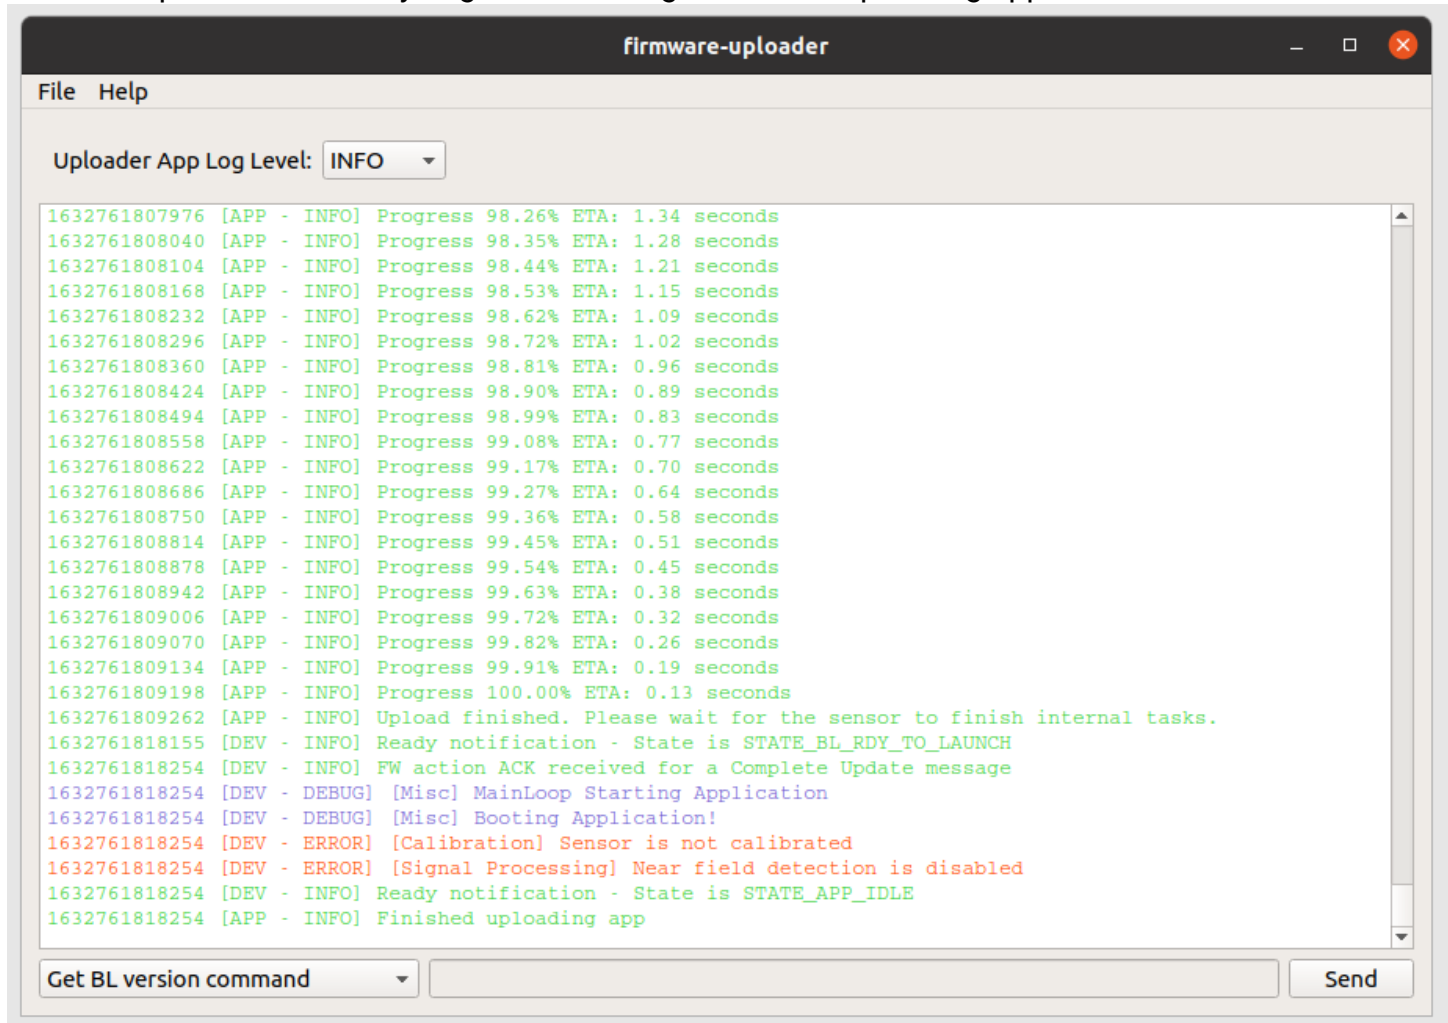 firmware-uploader
File Help
Uploader App Log Level: INFO
1632761807976 [APP - INFO] Progress 98.26% ETA: 1.34 seconds
1632761808040 [APP - INFO] Progress 98.35% ETA: 1.28 seconds
1632761808104 [APP - INFO] Progress 98.44% ETA: 1.21 seconds
1632761808168 [APP - INFO] Progress 98.53% ETA: 1.15 seconds
1632761808232 [APP - INFO] Progress 98.62% ETA: 1.09 seconds
1632761808296 [APP - INFO] Progress 98.72% ETA: 1.02 seconds
1632761808360 [APP - INFO] Progress 98.81% ETA: 0.96 seconds
1632761808424 [APP - INFO] Progress 98.90% ETA: 0.89 seconds
1632761808494 [APP - INFO] Progress 98.99% ETA: 0.83 seconds
1632761808558 [APP - INFO] Progress 99.08% ETA: 0.77 seconds
1632761808622 [APP - INFO] Progress 99.17% ETA: 0.70 seconds
1632761808686 [APP - INFO] Progress 99.27% ETA: 0.64 seconds
1632761808750 [APP - INFO] Progress 99.36% ETA: 0.58 seconds
1632761808814 [APP - INFO] Progress 99.45% ETA: 0.51 seconds
1632761808878 [APP - INFO] Progress 99.54% ETA: 0.45 seconds
1632761808942 [APP - INFO] Progress 99.63% ETA: 0.38 seconds
1632761809006 [APP - INFO] Progress 99.72% ETA: 0.32 seconds
1632761809070 [APP - INFO] Progress 99.82% ETA: 0.26 seconds
1632761809134 [APP - INFO] Progress 99.91% ETA: 0.19 seconds
1632761809198 [APP - INFO] Progress 100.00% ETA: 0.13 seconds
1632761809262 [APP - INFO] Upload finished. Please wait for the sensor to finish internal tasks.
1632761818155 [DEV - INFO] Ready notification - State is STATE_BL_RDY_TO_LAUNCH
1632761818254 [DEV - INFO] FW action ACK received for a Complete Update message
1632761818254 [DEV - DEBUG] [Misc] MainLoop Starting Application
1632761818254 [DEV - DEBUG] [Misc] Booting Application!
1632761818254 [DEV - ERROR] [Calibration] Sensor is not calibrated
1632761818254 [DEV - ERROR] [Signal Processing] Near field detection is disabled
1632761818254 [DEV - INFO] Ready notification - State is STATE_APP_IDLE
1632761818254 [APP - INFO] Finished uploading app
Get BL version command
Send